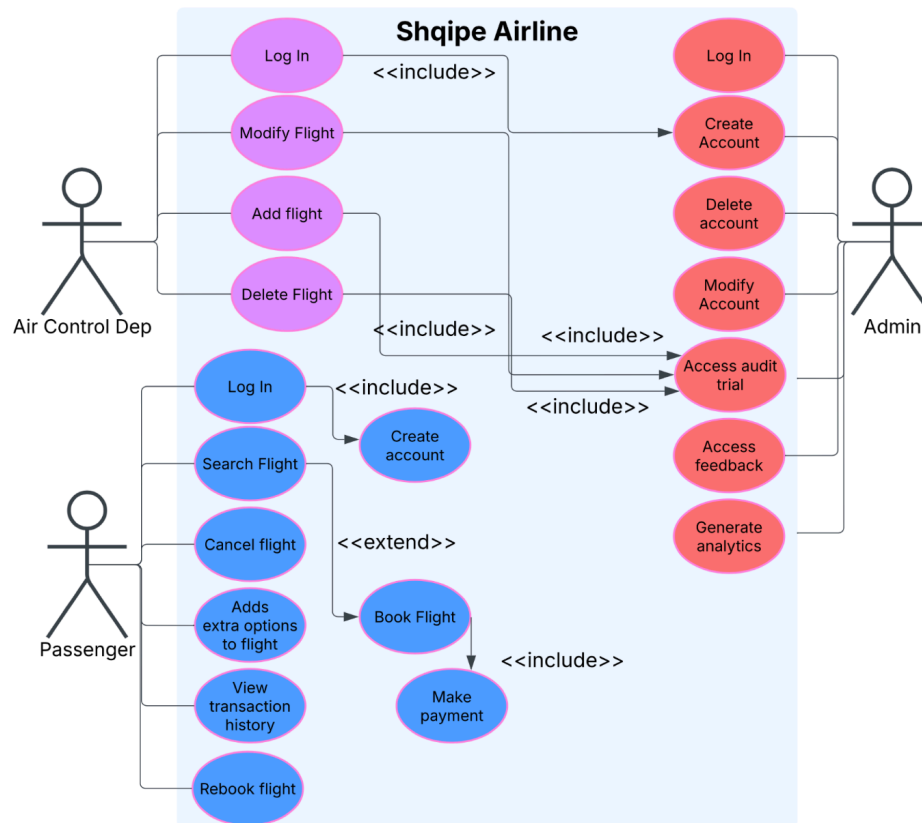 Shqipe Airline
Log In
<<include>>
Log In
Modify Flight
Create
Account
Add flight
Delete
account
Delete Flight
Modify
Account
Air Control Dep
Admin
<<include>>
<<include>>
Access audit
trial
<<include>>
Log In
<<include>>
Create
account
Search Flight
Access
feedback
Cancel flight
<<extend>>
Generate
analytics
Adds
extra options
to flight
Book Flight
Passenger
<<include>>
View
transaction
history
Make
payment
Rebook flight